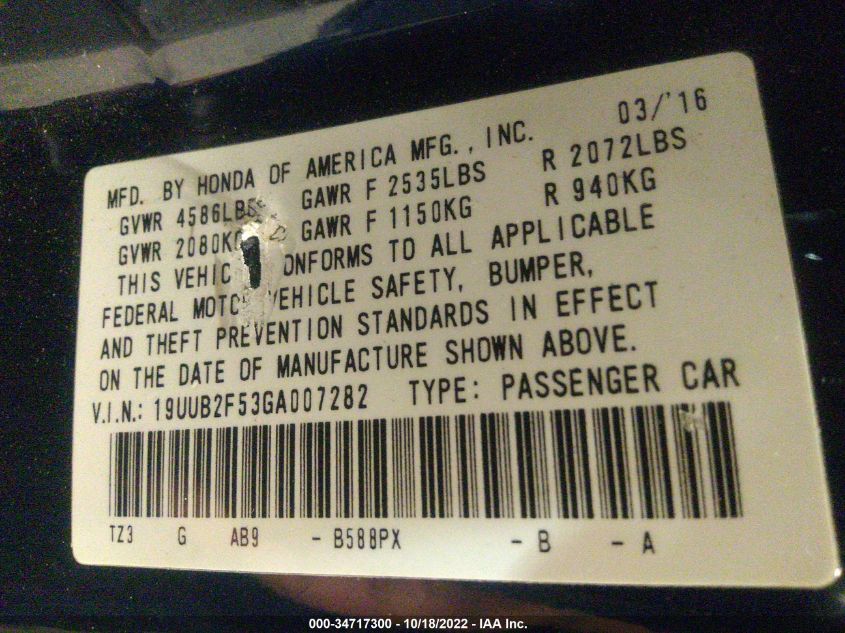 03/'16
MFD. BY HONDA OF AMERICA MFG., INC.
GVWR 4586LBS GAWR F 2535LBS R 2072LBS
GVWR 2080KG GAWR F 1150KG R 940KG
THIS VEHIC ONFORMS TO ALL APPLICABLE
FEDERAL MOTO VEHICLE SAFETY, BUMPER,
AND THEFT PREVENTION STANDARDS IN EFFECT
ON THE DATE OF MANUFACTURE SHOWN ABOVE.
V.I.N.: 19UUB2F53GA007282 TYPE: PASSENGER CAR
TZ3 G AB9 - B588PX - B - A
000-34717300 - 10/18/2022 - IAA Inc.